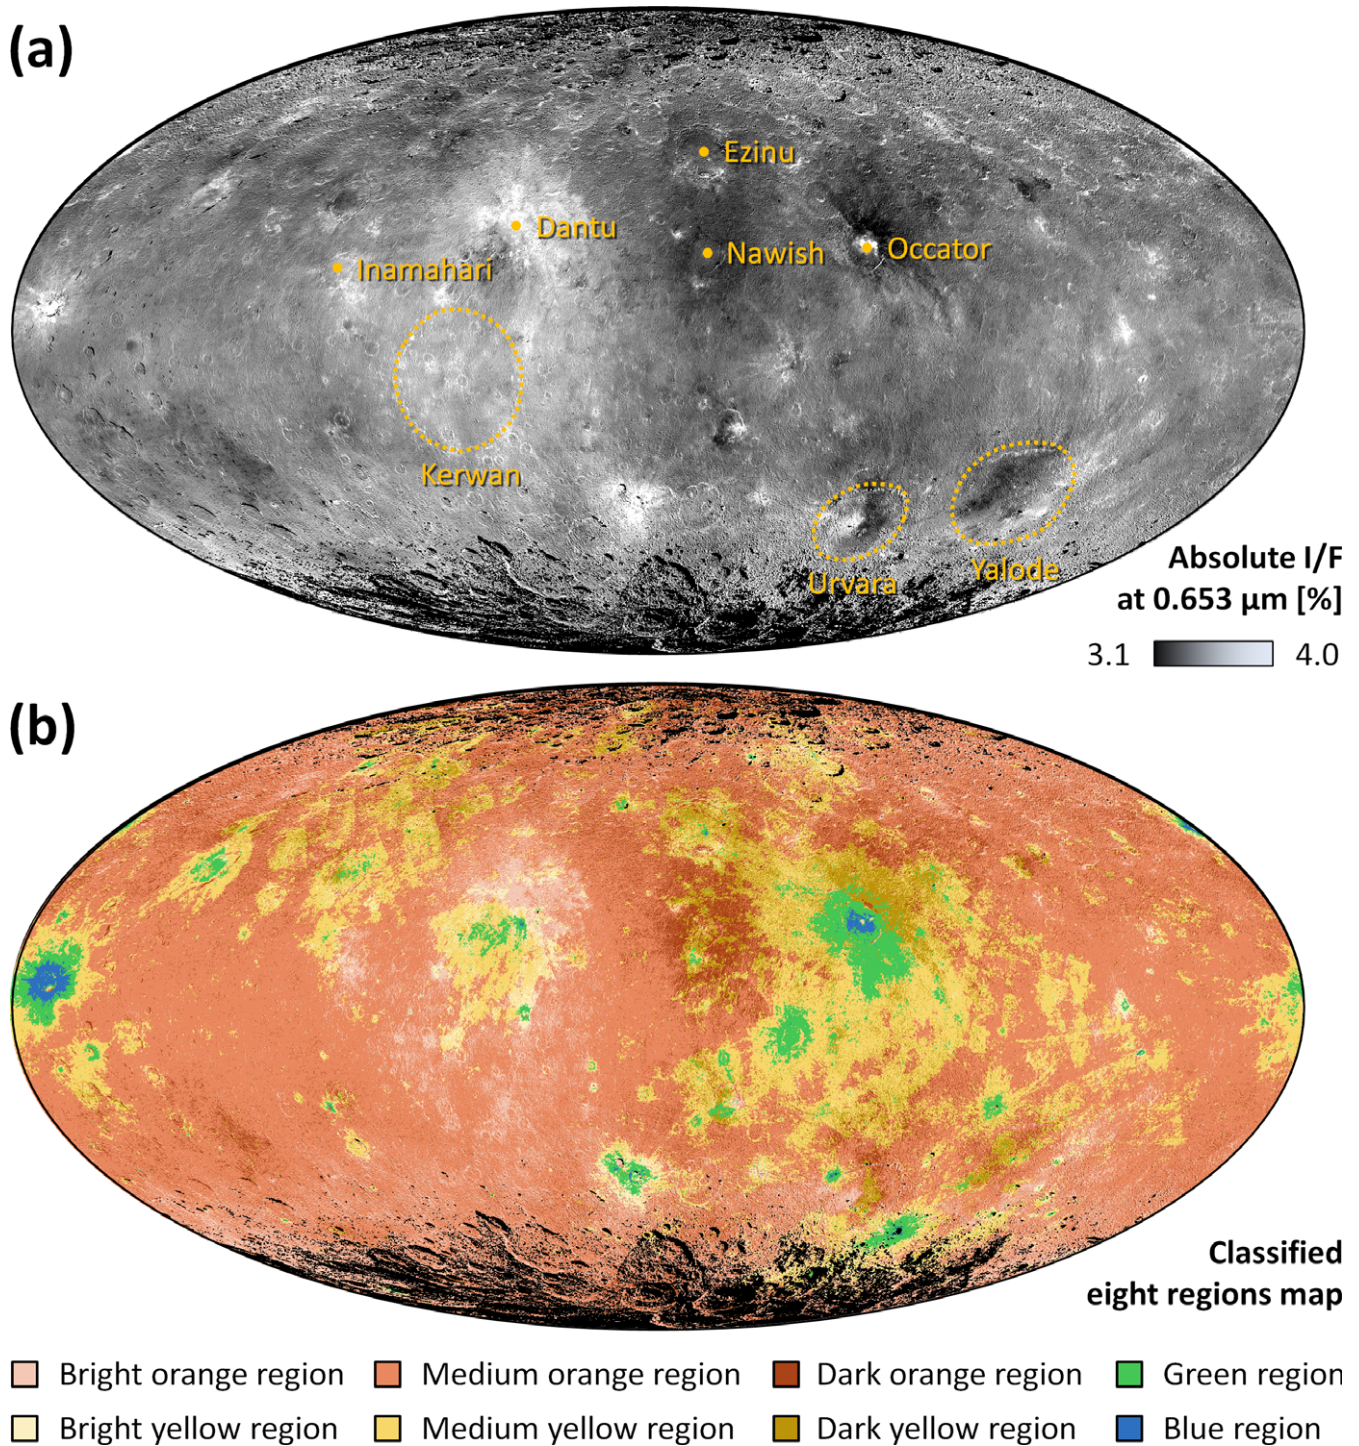 (a)
Ezinu
Dantu
Nawish
Occator
Inamahari
Kerwan
Urvara
Yalode
Absolute I/F
at 0.653 µm [%]
3.1 4.0
(b)
Classified
eight regions map
Bright orange region Medium orange region Dark orange region Green region
Bright yellow region Medium yellow region Dark yellow region Blue region